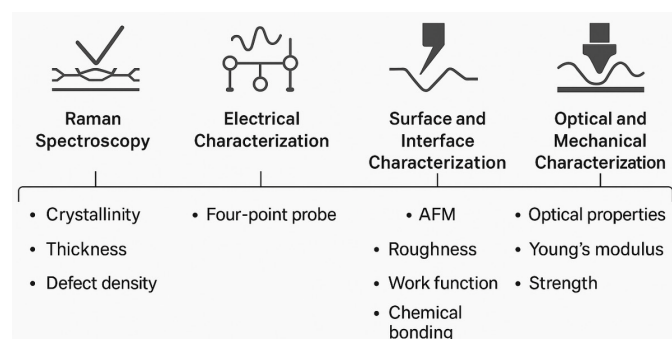 Raman
Spectroscopy
Electrical
Characterization
Surface and
Interface
Characterization
Optical and
Mechanical
Characterization
• Crystallinity
• Thickness
• Defect density
• Four-point probe
• AFM
• Roughness
• Work function
• Chemical
bonding
• Optical properties
• Young's modulus
• Strength